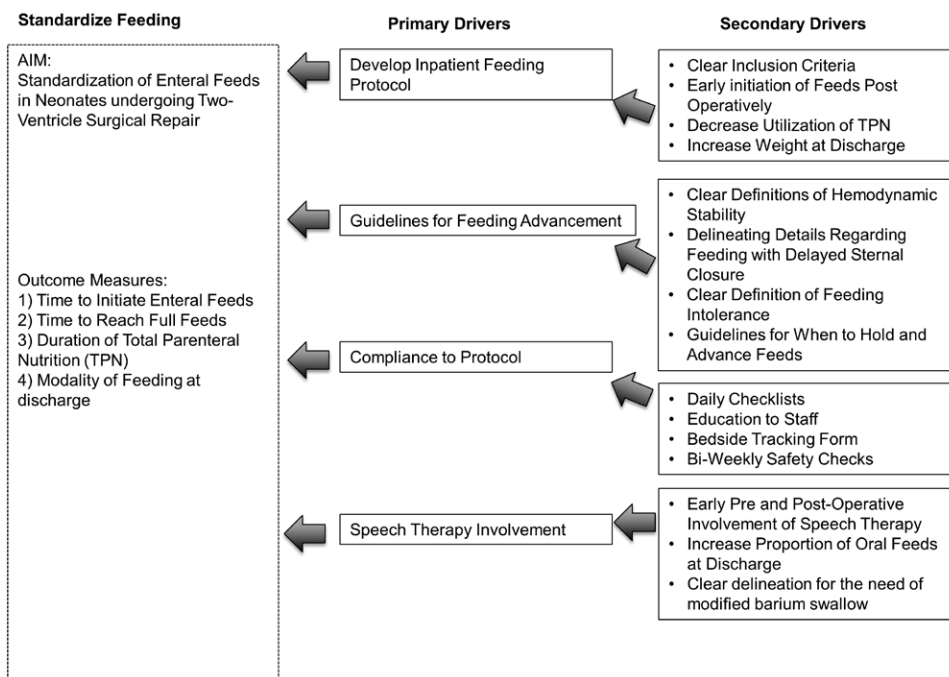 Standardize Feeding
AIM:
Standardization of Enteral Feeds
in Neonates undergoing Two-
Ventricle Surgical Repair
Outcome Measures:
1) Time to Initiate Enteral Feeds
2) Time to Reach Full Feeds
3) Duration of Total Parenteral
Nutrition (TPN)
4) Modality of Feeding at
discharge
Primary Drivers
Develop Inpatient Feeding
Protocol
Guidelines for Feeding Advancement
Compliance to Protocol
Speech Therapy Involvement
Secondary Drivers
• Clear Inclusion Criteria
• Early initiation of Feeds Post
Operatively
• Decrease Utilization of TPN
• Increase Weight at Discharge
• Clear Definitions of Hemodynamic
Stability
• Delineating Details Regarding
Feeding with Delayed Sternal
Closure
• Clear Definition of Feeding
Intolerance
• Guidelines for When to Hold and
Advance Feeds
• Daily Checklists
• Education to Staff
• Bedside Tracking Form
• Bi-Weekly Safety Checks
• Early Pre and Post-Operative
Involvement of Speech Therapy
• Increase Proportion of Oral Feeds
at Discharge
• Clear delineation for the need of
modified barium swallow